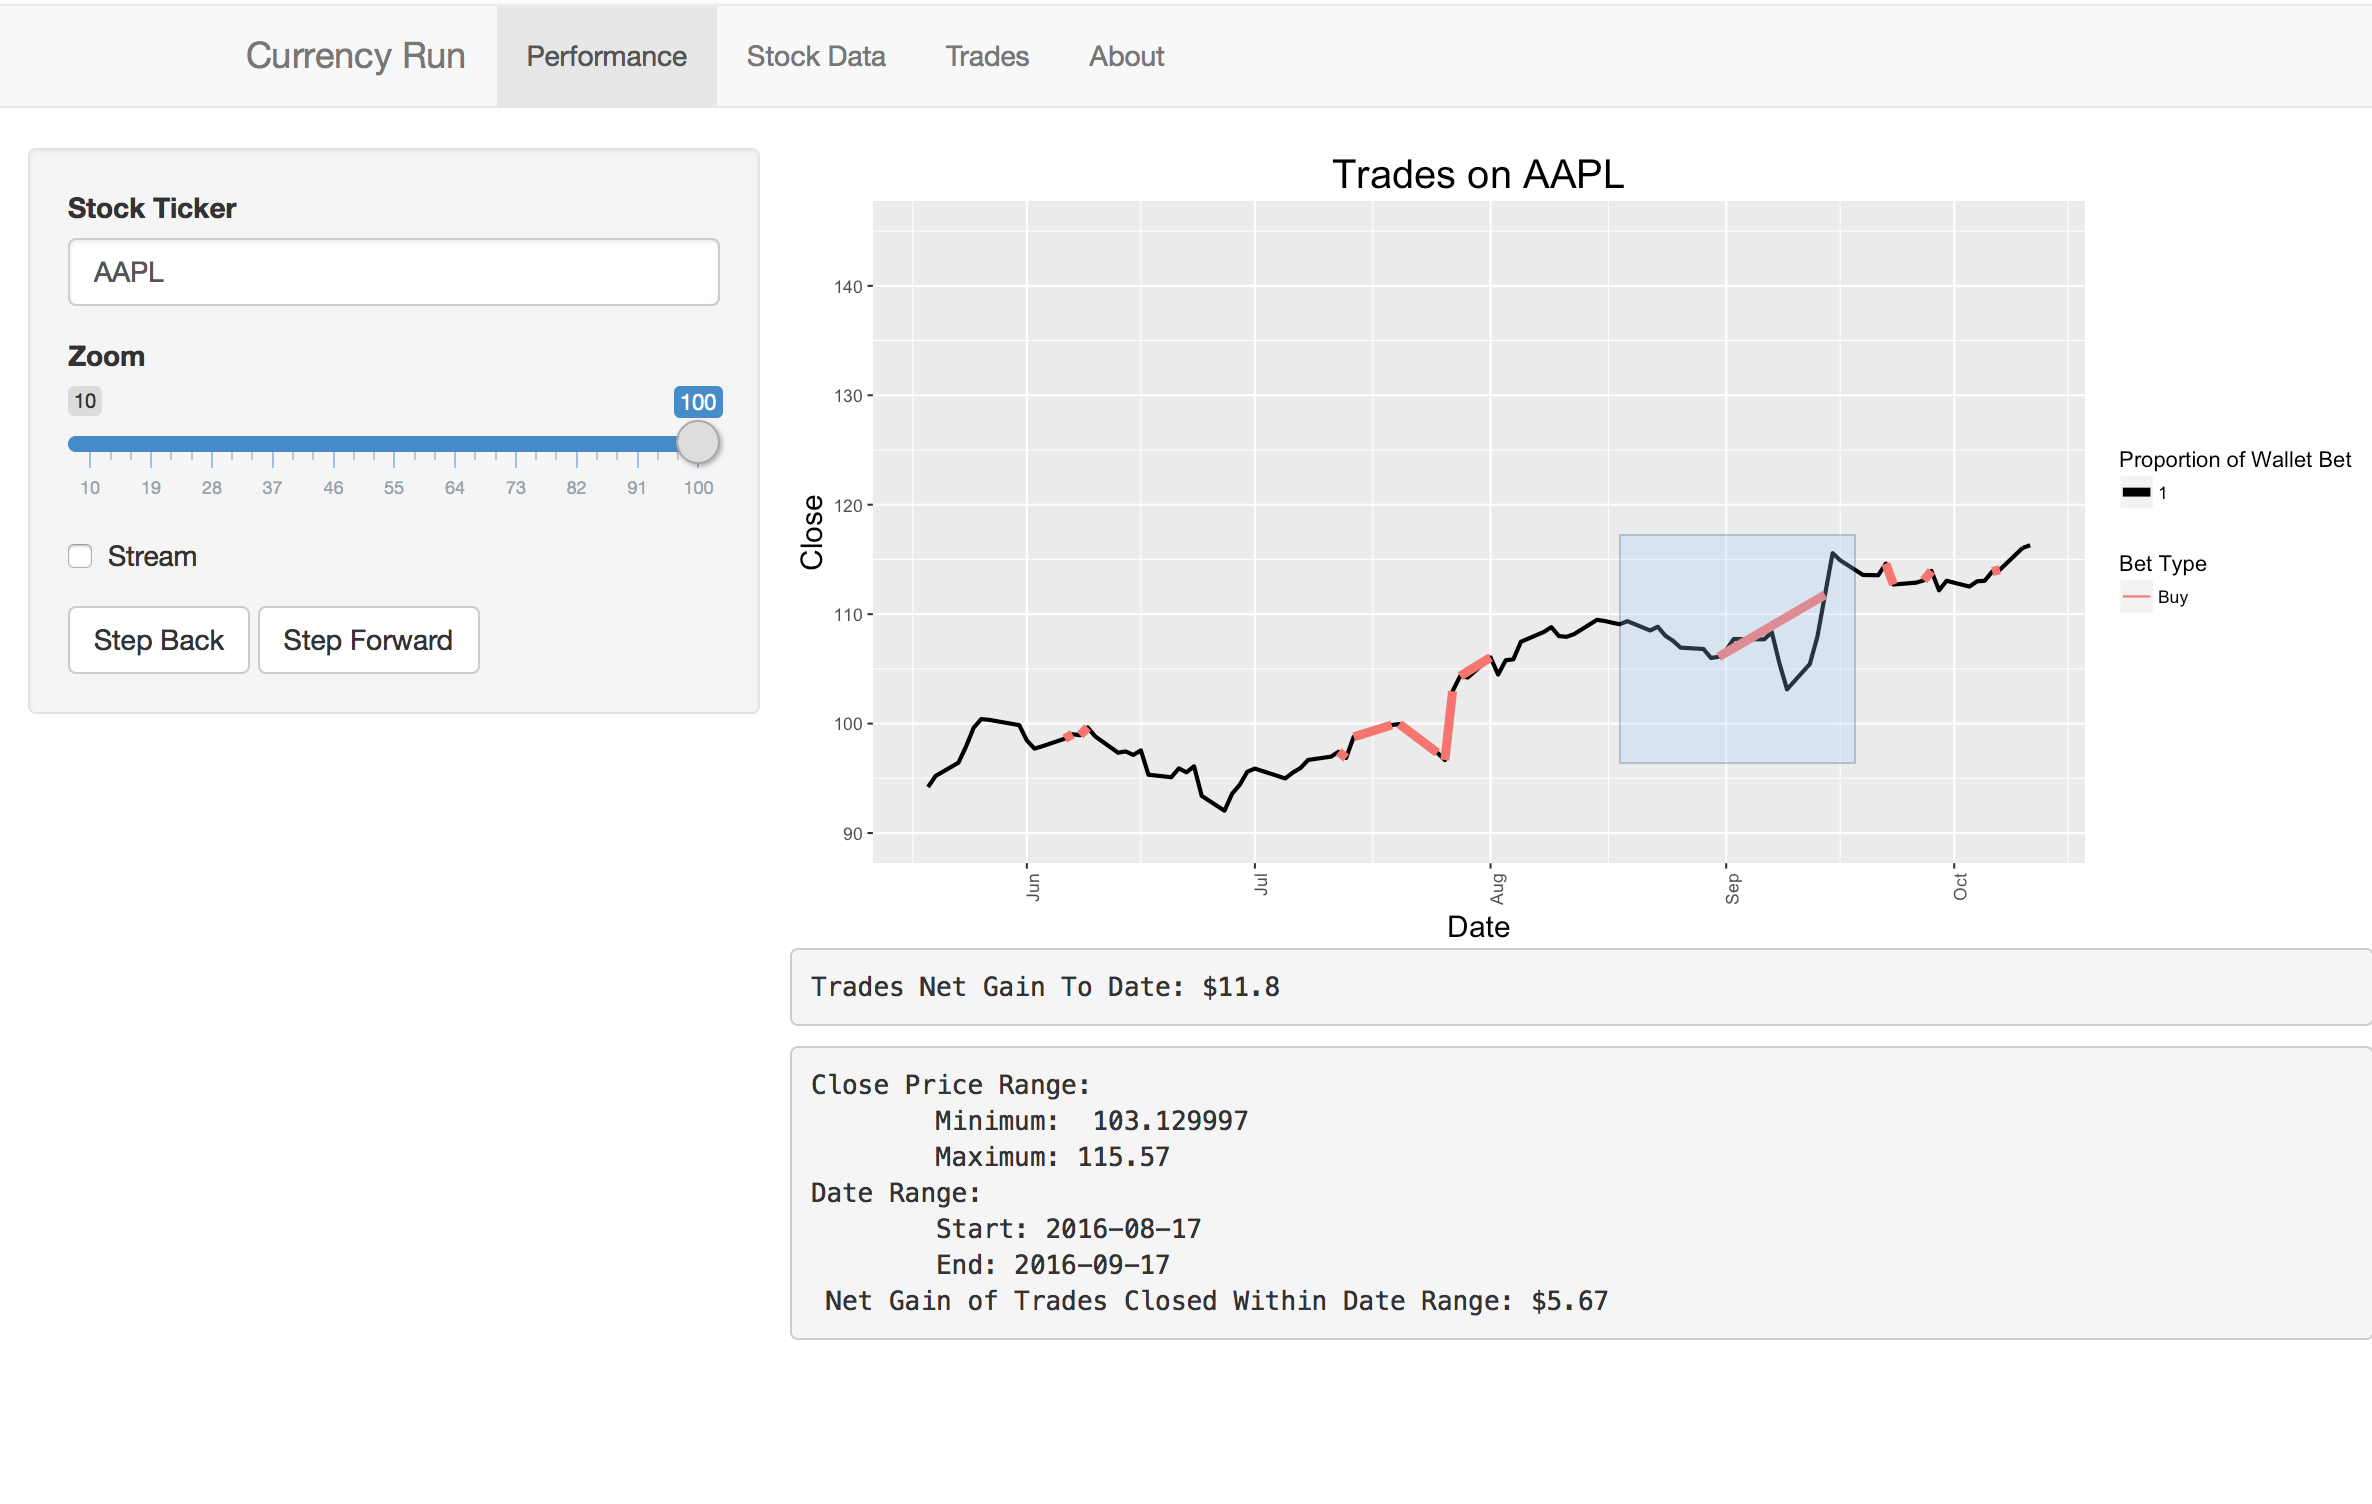 Currency Run Performance Stock Data Trades About
Stock Ticker
AAPL
Zoom
10 100
10 19 28 37 46 55 64 73 82 91 100
Stream
Step Back Step Forward
Trades on AAPL
Close
140
130
120
110
100
90
Jun Jul Aug Sep Oct
Date
Proportion of Wallet Bet
1
Bet Type
Buy
Trades Net Gain To Date: $11.8
Close Price Range:
Minimum: 103.129997
Maximum: 115.57
Date Range:
Start: 2016-08-17
End: 2016-09-17
Net Gain of Trades Closed Within Date Range: $5.67